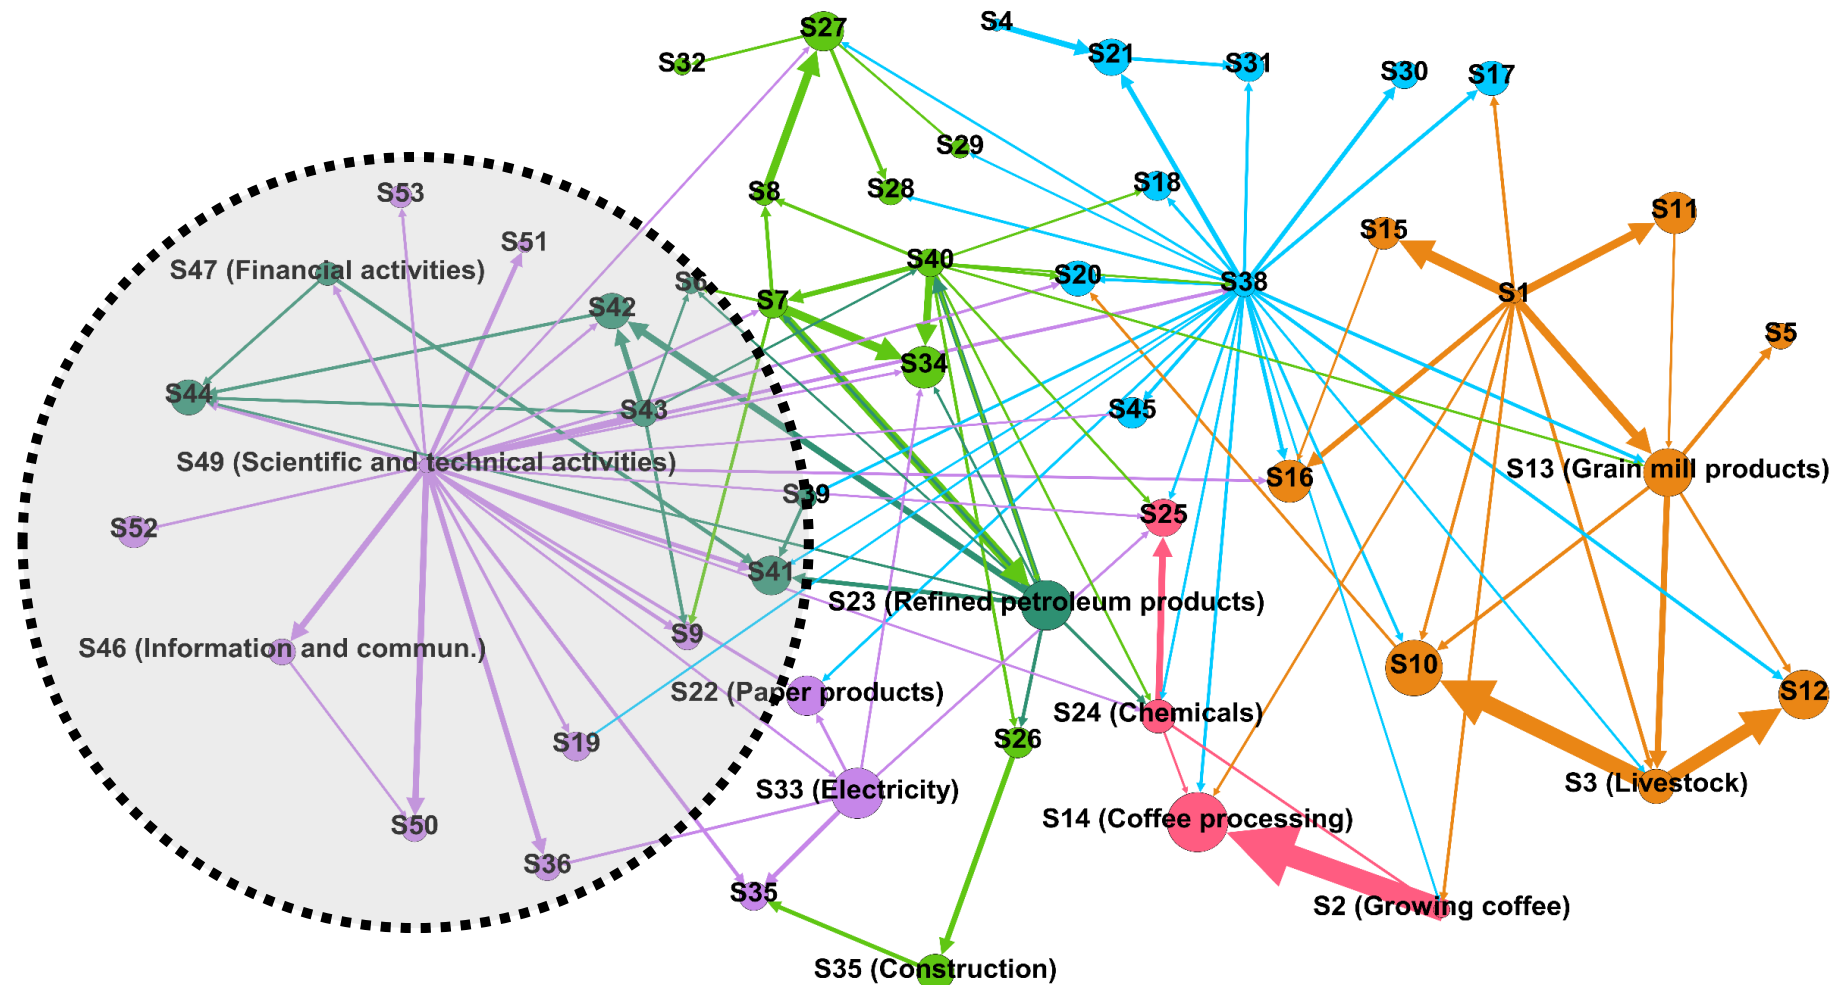 S4
S27
S21
S32
S31
S30
S17
S29
S53
S8
S28
S18
S11
S15
S51
S47 (Financial activities)
S40
S6
S20
S38
S42
S7
S1
S5
S34
S44
S43
S45
S49 (Scientific and technical activities)
S13 (Grain mill products)
S16
S39
S25
S52
S41
S23 (Refined petroleum products)
S9
S46 (Information and commun.)
S10
S22 (Paper products)
S12
S24 (Chemicals)
S19
S26
S3 (Livestock)
S33 (Electricity)
S14 (Coffee processing)
S50
S36
S35
S2 (Growing coffee)
S35 (Construction)